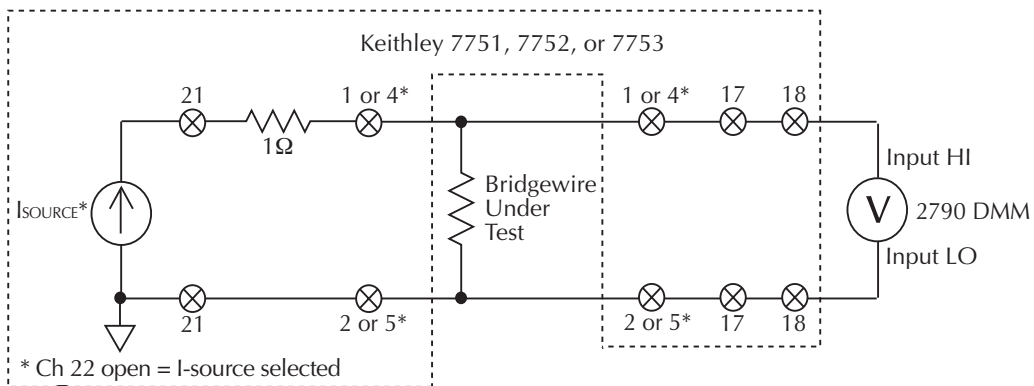 Keithley 7751, 7752, or 7753
21
1Ω
1 or 4*
1 or 4*
17
18
Input HI
ISOURCE*
Bridgewire
Under
Test
V
2790 DMM
Input LO
21
2 or 5*
2 or 5*
17
18
* Ch 22 open = I-source selected